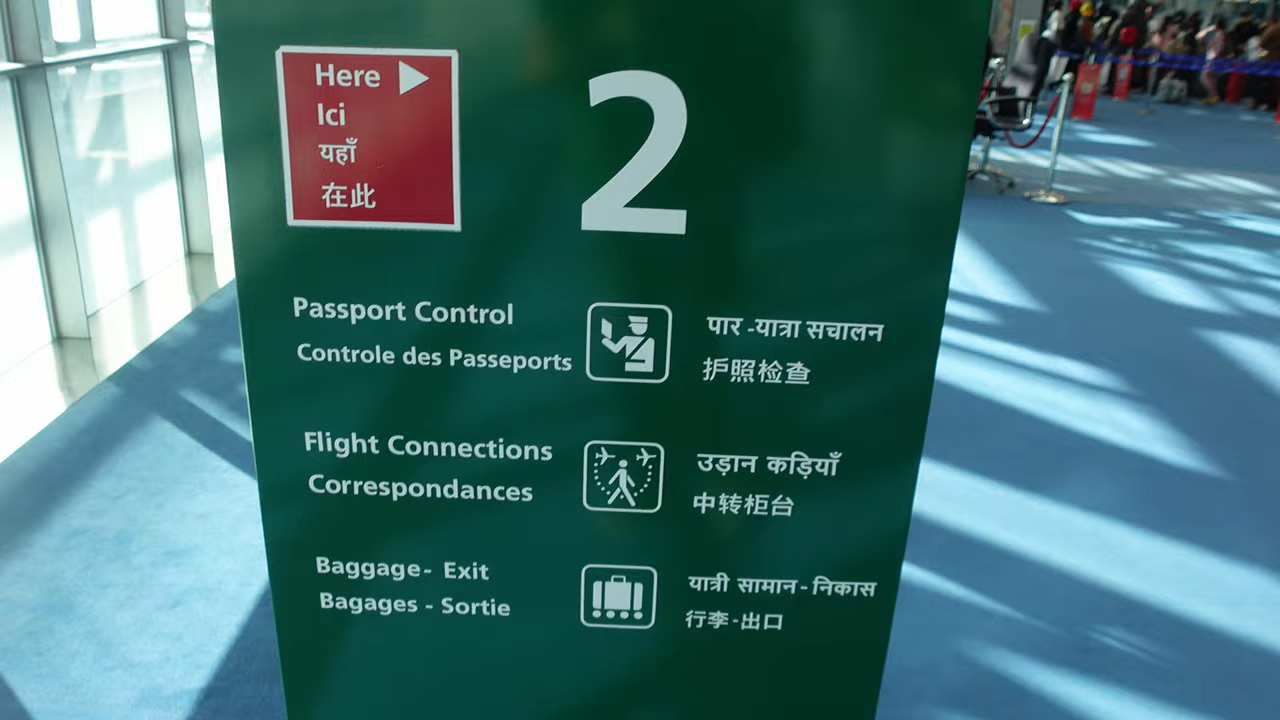 Here
Ici
यहाँ
在此
2
Passport Control
Controle des Passeports
पार -यात्रा सचालन
护照检查
Flight Connections
Correspondances
उड़ान कड़ियाँ
中转柜台
Baggage- Exit
Bagages - Sortie
यात्री सामान-निकास
行李-出口